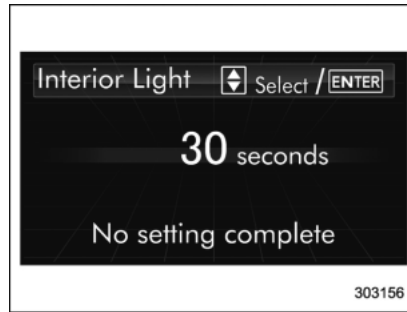 Interior Light Select / ENTER
30 seconds
No setting complete
303156